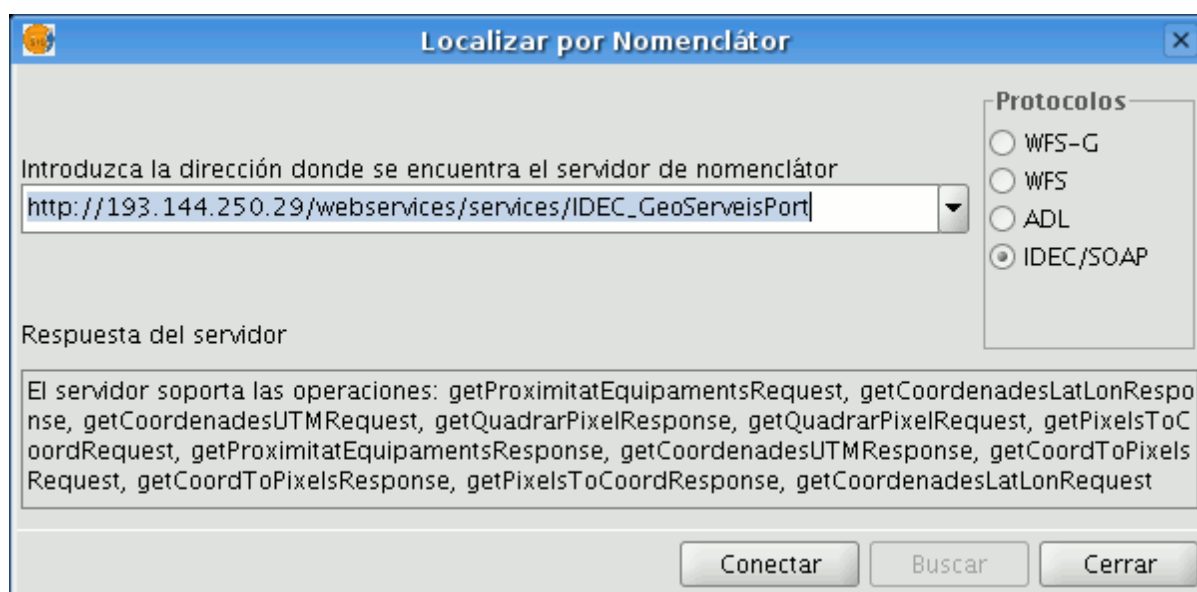 Localizar por Nomenclátor
Protocolos
WFS-G
WFS
ADL
IDEC/SOAP
Introduzca la dirección donde se encuentra el servidor de nomenclátor
http://193.144.250.29/webservices/services/IDEC_GeoServeisPort
Respuesta del servidor
El servidor soporta las operaciones: getProximitatEquipamentsRequest, getCoordenadesLatLonRespo
nse, getCoordenadesUTMRequest, getQuadrarPixelResponse, getQuadrarPixelRequest, getPixelsToC
oordRequest, getProximitatEquipamentsResponse, getCoordenadesUTMResponse, getCoordToPixels
Request, getCoordToPixelsResponse, getPixelsToCoordResponse, getCoordenadesLatLonRequest
Conectar
Buscar
Cerrar